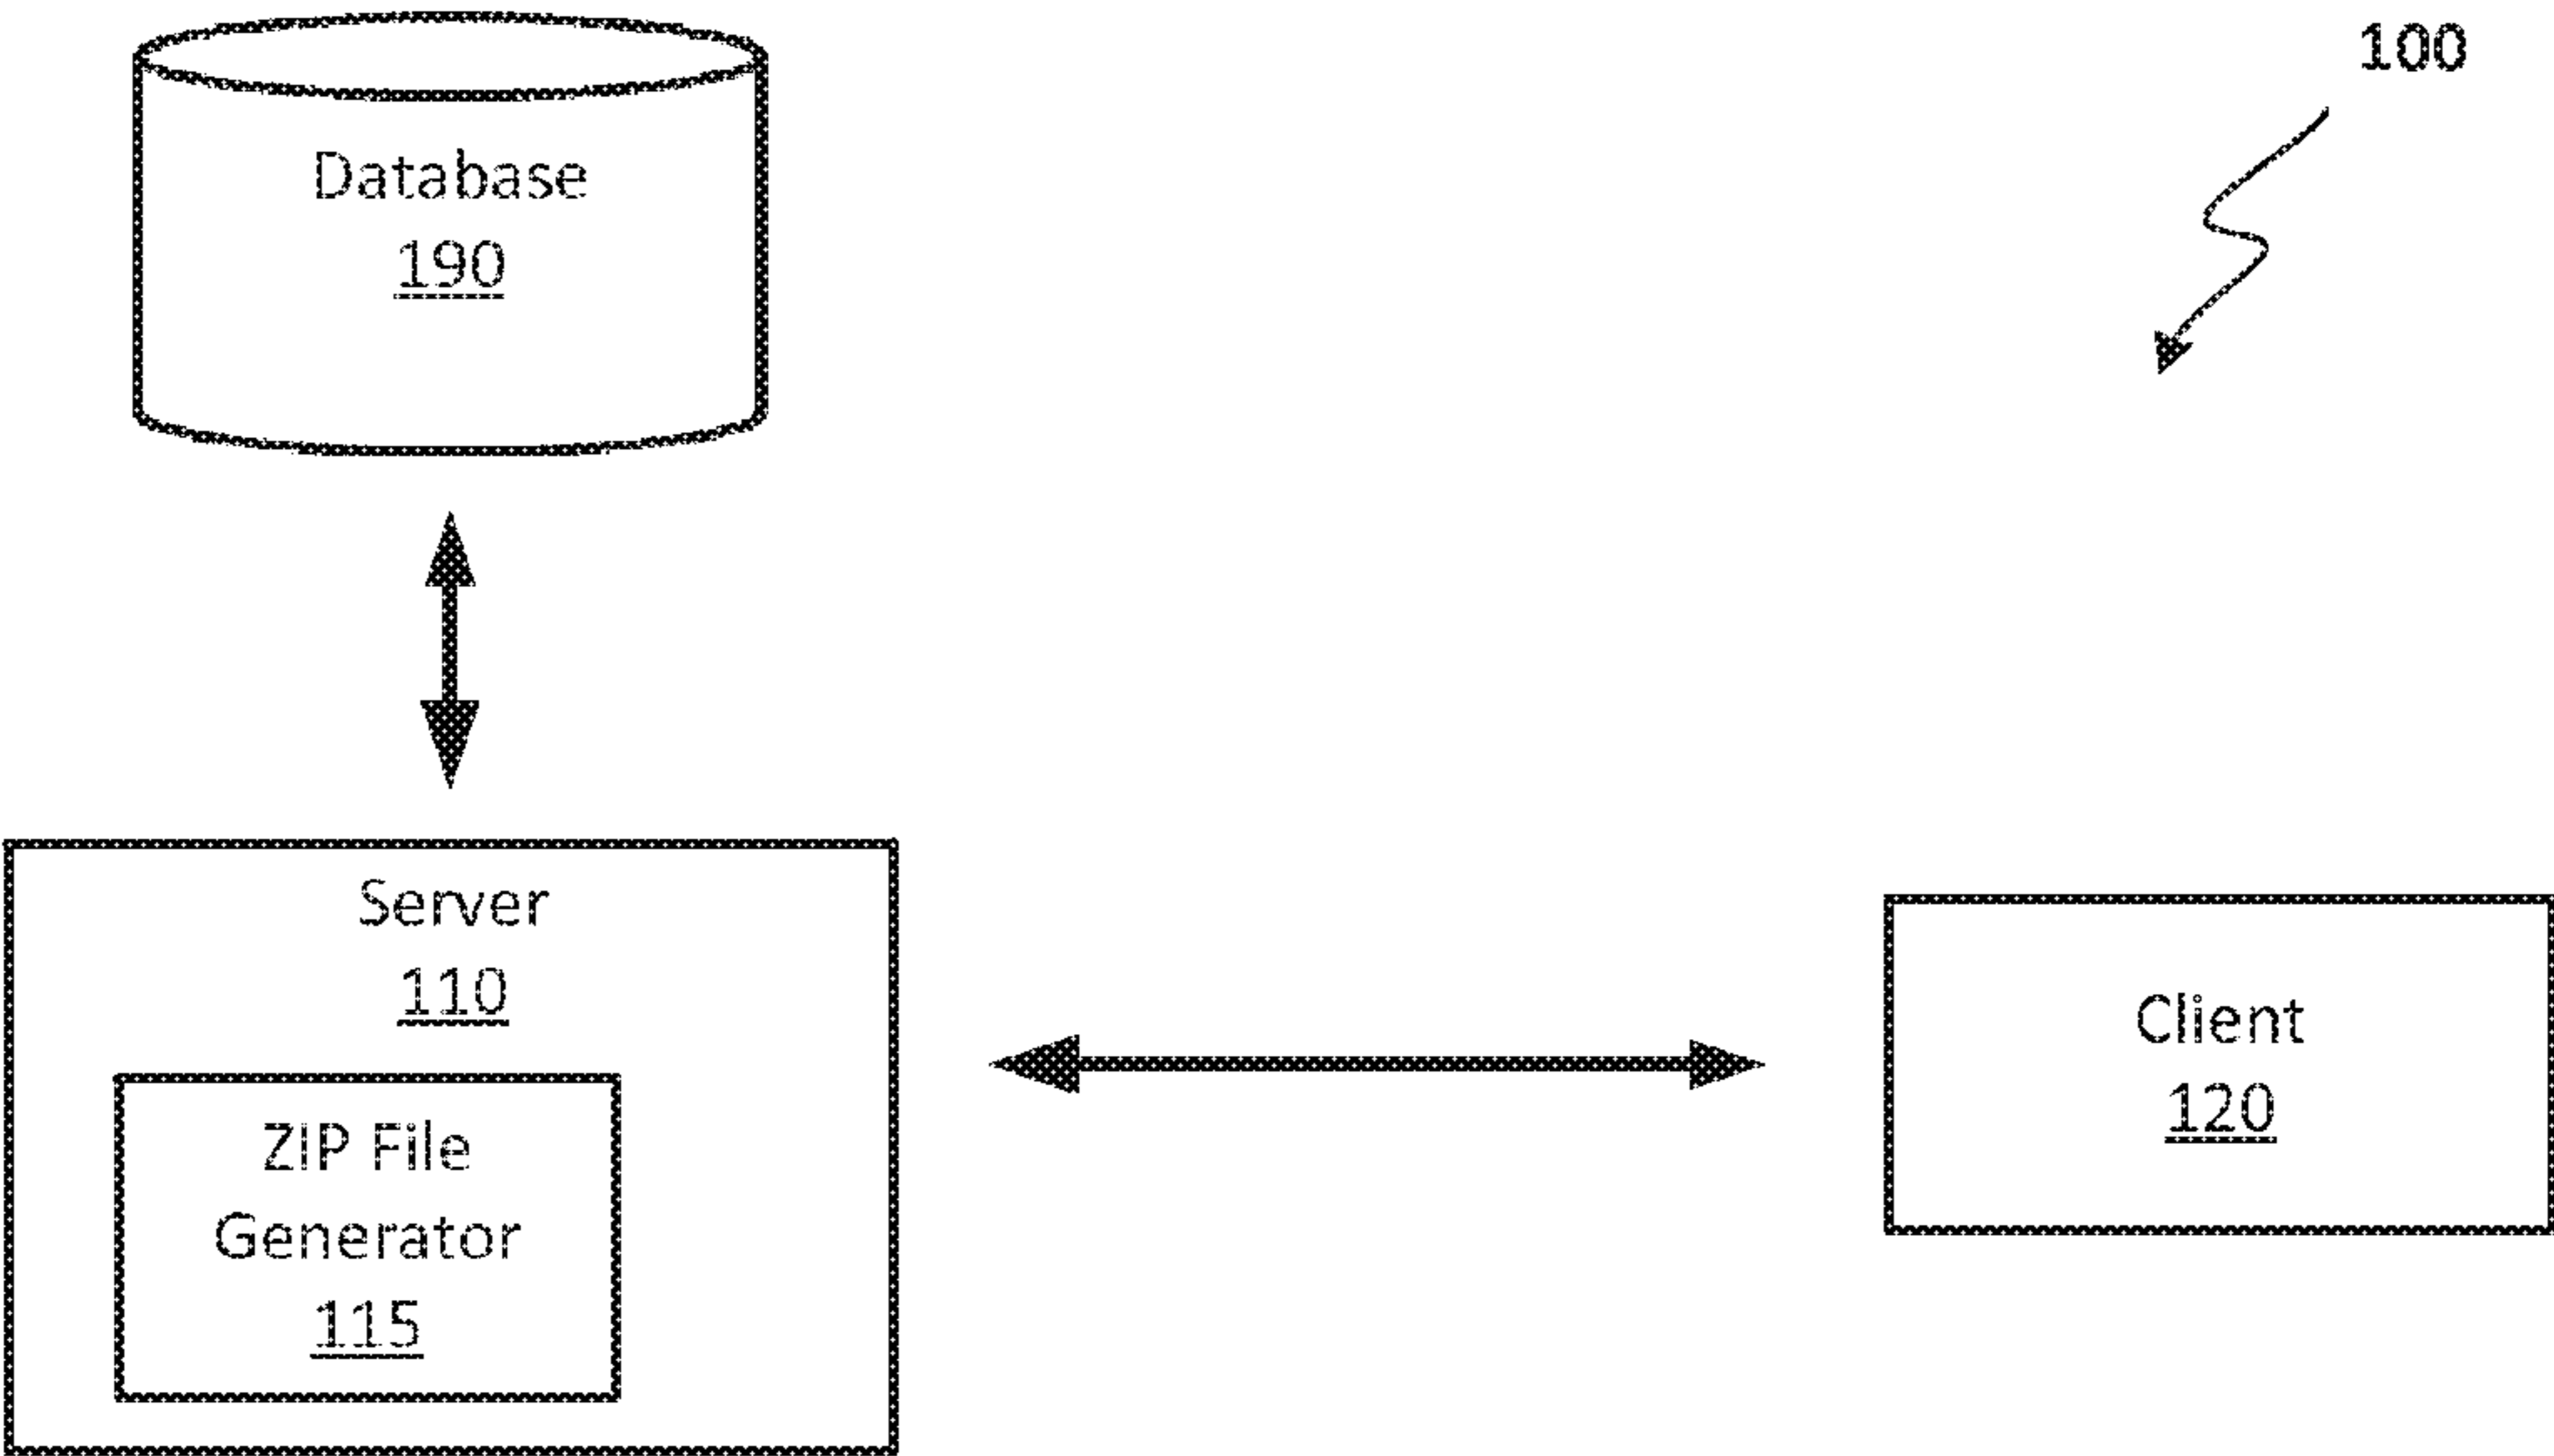 100
Database
190
Server
110
ZIP File
Generator
115
Client
120